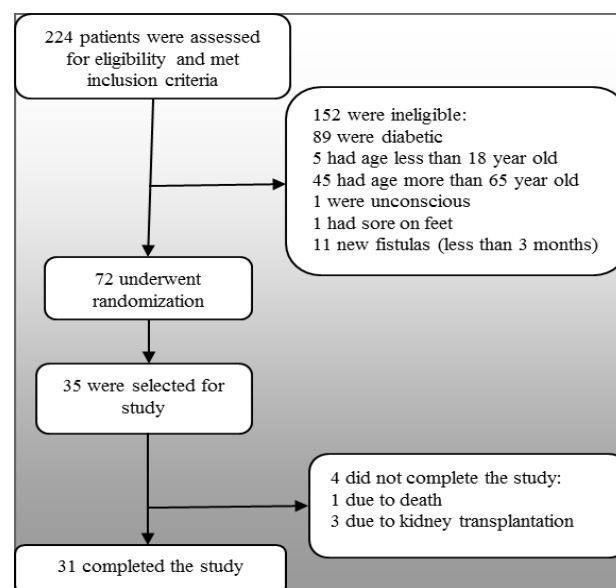 224 patients were assessed
for eligibility and met
inclusion criteria
152 were ineligible:
89 were diabetic
5 had age less than 18 year old
45 had age more than 65 year old
1 were unconscious
1 had sore on feet
11 new fistulas (less than 3 months)
72 underwent
randomization
35 were selected for
study
4 did not complete the study:
1 due to death
3 due to kidney transplantation
31 completed the study